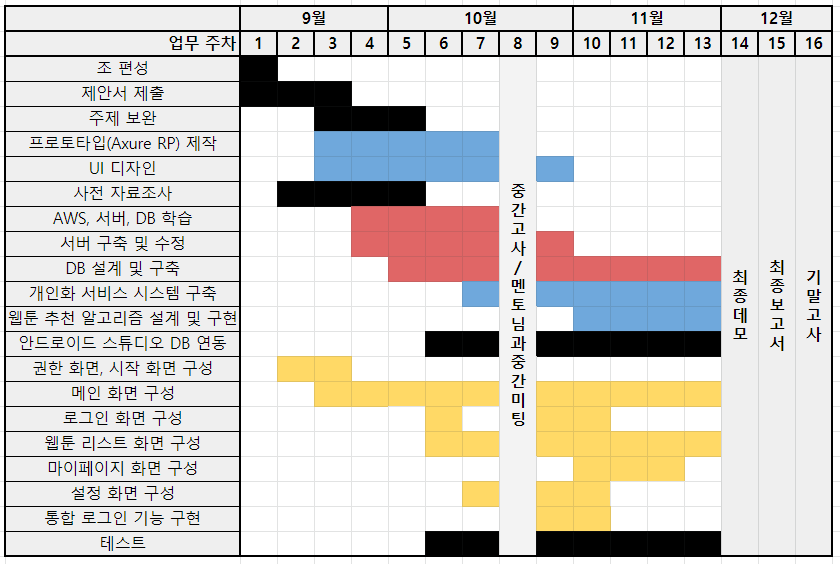 9월 10월 11월 12월
업무 주차 1 2 3 4 5 6 7 8 9 10 11 12 13 14 15 16
조 편성
제안서 제출
주제 보완
프로토타입(Axure RP) 제작
UI 디자인
사전 자료조사
AWS, 서버, DB 학습
서버 구축 및 수정
DB 설계 및 구축
개인화 서비스 시스템 구축
웹툰 추천 알고리즘 설계 및 구현
안드로이드 스튜디오 DB 연동
권한 화면, 시작 화면 구성
메인 화면 구성
로그인 화면 구성
웹툰 리스트 화면 구성
마이페이지 화면 구성
설정 화면 구성
통합 로그인 기능 구현
테스트
중간고사/멘토님과중간미팅
최종데모
최종보고서
기말고사